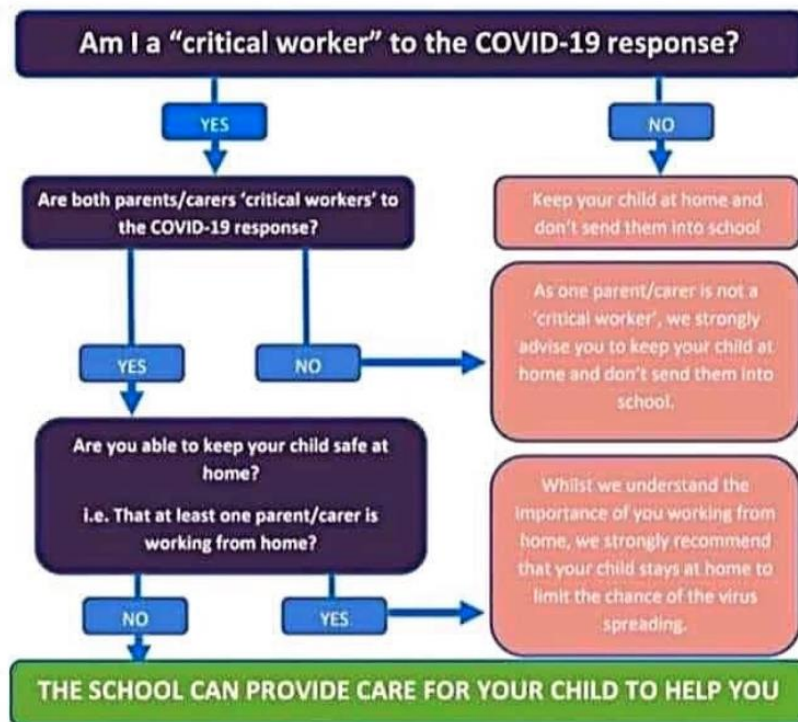 Am I a “critical worker” to the COVID-19 response?
YES
NO
Are both parents/carers ‘critical workers’ to
the COVID-19 response?
Keep your child at home and
don’t send them into school
YES
NO
As one parent/carer is not a
‘critical worker’, we strongly
advise you to keep your child at
home and don’t send them into
school.
Are you able to keep your child safe at
home?
i.e. That at least one parent/carer is
working from home?
Whilst we understand the
importance of you working from
home, we strongly recommend
that your child stays at home to
limit the chance of the virus
spreading.
NO
YES
THE SCHOOL CAN PROVIDE CARE FOR YOUR CHILD TO HELP YOU